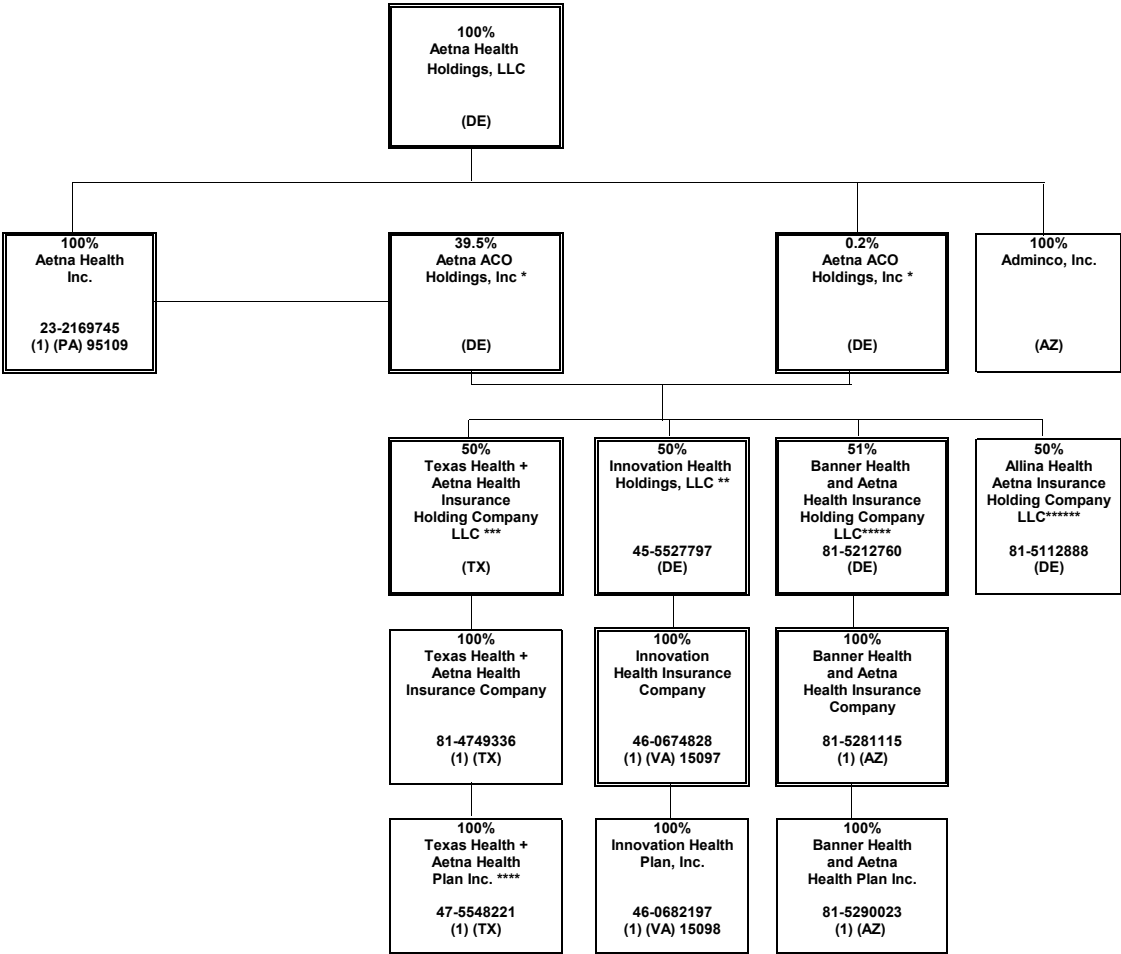 100%
Aetna Health
Holdings, LLC
(DE)
100%
Aetna Health
Inc.
23-2169745
(1) (PA) 95109
39.5%
Aetna ACO
Holdings, Inc *
(DE)
0.2%
Aetna ACO
Holdings, Inc *
(DE)
100%
Adminco, Inc.
(AZ)
50%
Texas Health +
Aetna Health
Insurance
Holding Company
LLC ***
(TX)
50%
Innovation Health
Holdings, LLC **
45-5527797
(DE)
51%
Banner Health
and Aetna
Health Insurance
Holding Company
LLC*****
81-5212760
(DE)
50%
Allina Health
Aetna Insurance
Holding Company
LLC******
81-5112888
(DE)
100%
Texas Health +
Aetna Health
Insurance Company
81-4749336
(1) (TX)
100%
Innovation
Health Insurance
Company
46-0674828
(1) (VA) 15097
100%
Banner Health
and Aetna
Health Insurance
Company
81-5281115
(1) (AZ)
100%
Texas Health +
Aetna Health
Plan Inc. ****
47-5548221
(1) (TX)
100%
Innovation Health
Plan, Inc.
46-0682197
(1) (VA) 15098
100%
Banner Health
and Aetna
Health Plan Inc.
81-5290023
(1) (AZ)